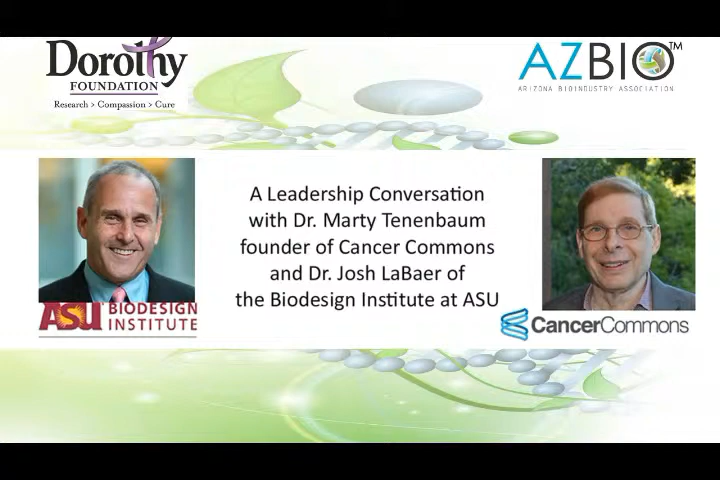 Dorothy
FOUNDATION
Research > Compassion > Cure
AZBIO™
ARIZONA BIOINDUSTRY ASSOCIATION
A Leadership Conversation
with Dr. Marty Tenenbaum
founder of Cancer Commons
and Dr. Josh LaBaer of
the Biodesign Institute at ASU
ASU BIODESIGN
INSTITUTE
CancerCommons